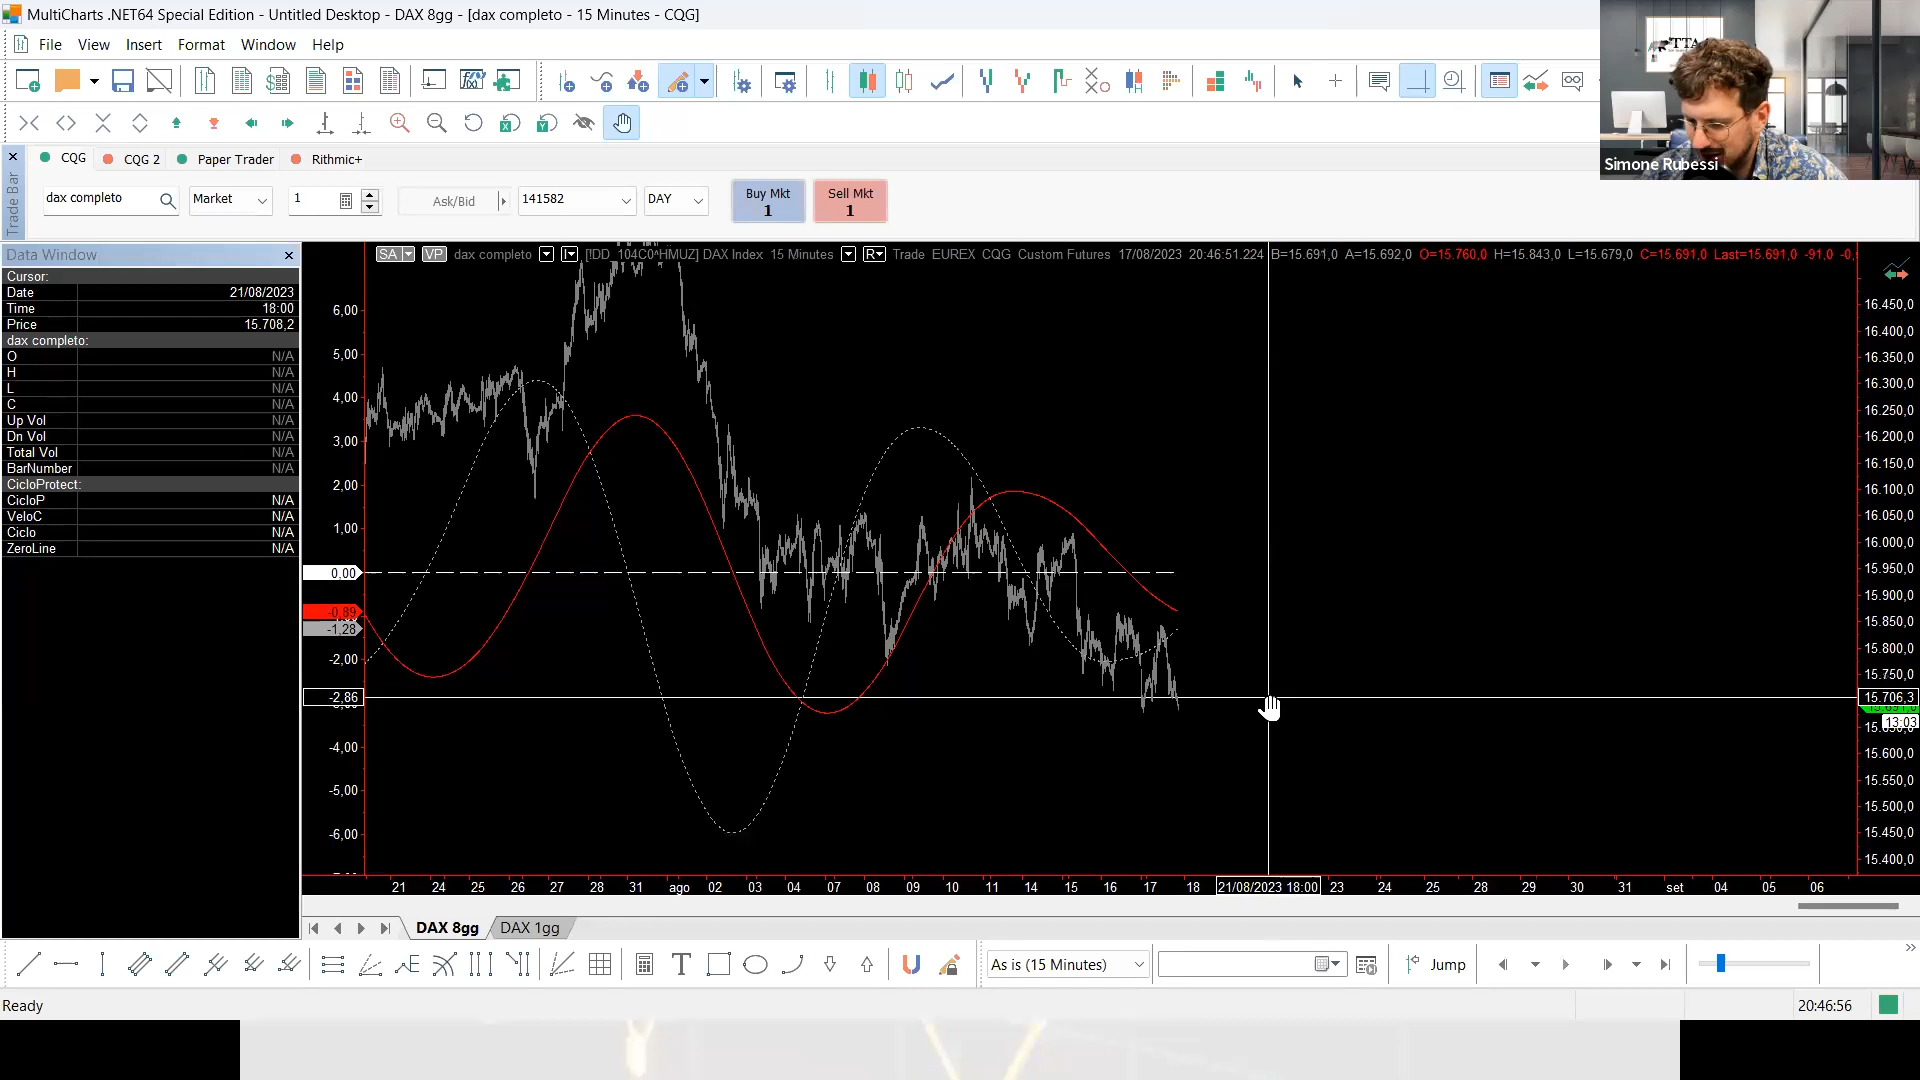 MultiCharts .NET64 Special Edition - Untitled Desktop - DAX 8gg - [dax completo - 15 Minutes - CQG]
File View Insert Format Window Help
TTA
Simone Rubessi
CQG CQG 2 Paper Trader Rithmic+
Trade Bar
dax completo Market 1 Ask/Bid 141582 DAY Buy Mkt 1 Sell Mkt 1
Data Window
SA VP dax completo DAX Index 15 Minutes R Trade EUREX CQG Custom Futures 17/08/2023 20:46:51.224 B=15.691,0 A=15.692,0 O=15.760,0 H=15.843,0 L=15.679,0 C=15.691,0 Last=15.691,0 -91,0
Cursor:
Date 21/08/2023
Time 18:00
Price 15.708,2
dax completo:
O N/A
H N/A
L N/A
C N/A
Up Vol N/A
Dn Vol N/A
Total Vol N/A
BarNumber N/A
CicloProtect:
CicloP N/A
VeloC N/A
Ciclo N/A
ZeroLine N/A
6,00
5,00
4,00
3,00
2,00
1,00
0,00
-0,89
-1,28
-2,00
-2,86
-4,00
-5,00
-6,00
16.450,0
16.400,0
16.350,0
16.300,0
16.250,0
16.200,0
16.150,0
16.100,0
16.050,0
16.000,0
15.950,0
15.900,0
15.850,0
15.800,0
15.750,0
15.706,3
13:03
15.600,0
15.550,0
15.500,0
15.450,0
15.400,0
21 24 25 26 27 28 31 ago 02 03 04 07 08 09 10 11 14 15 16 17 18 21/08/2023 18:00 23 24 25 28 29 30 31 set 04 05 06
DAX 8gg DAX 1gg
As is (15 Minutes) Jump
Ready 20:46:56